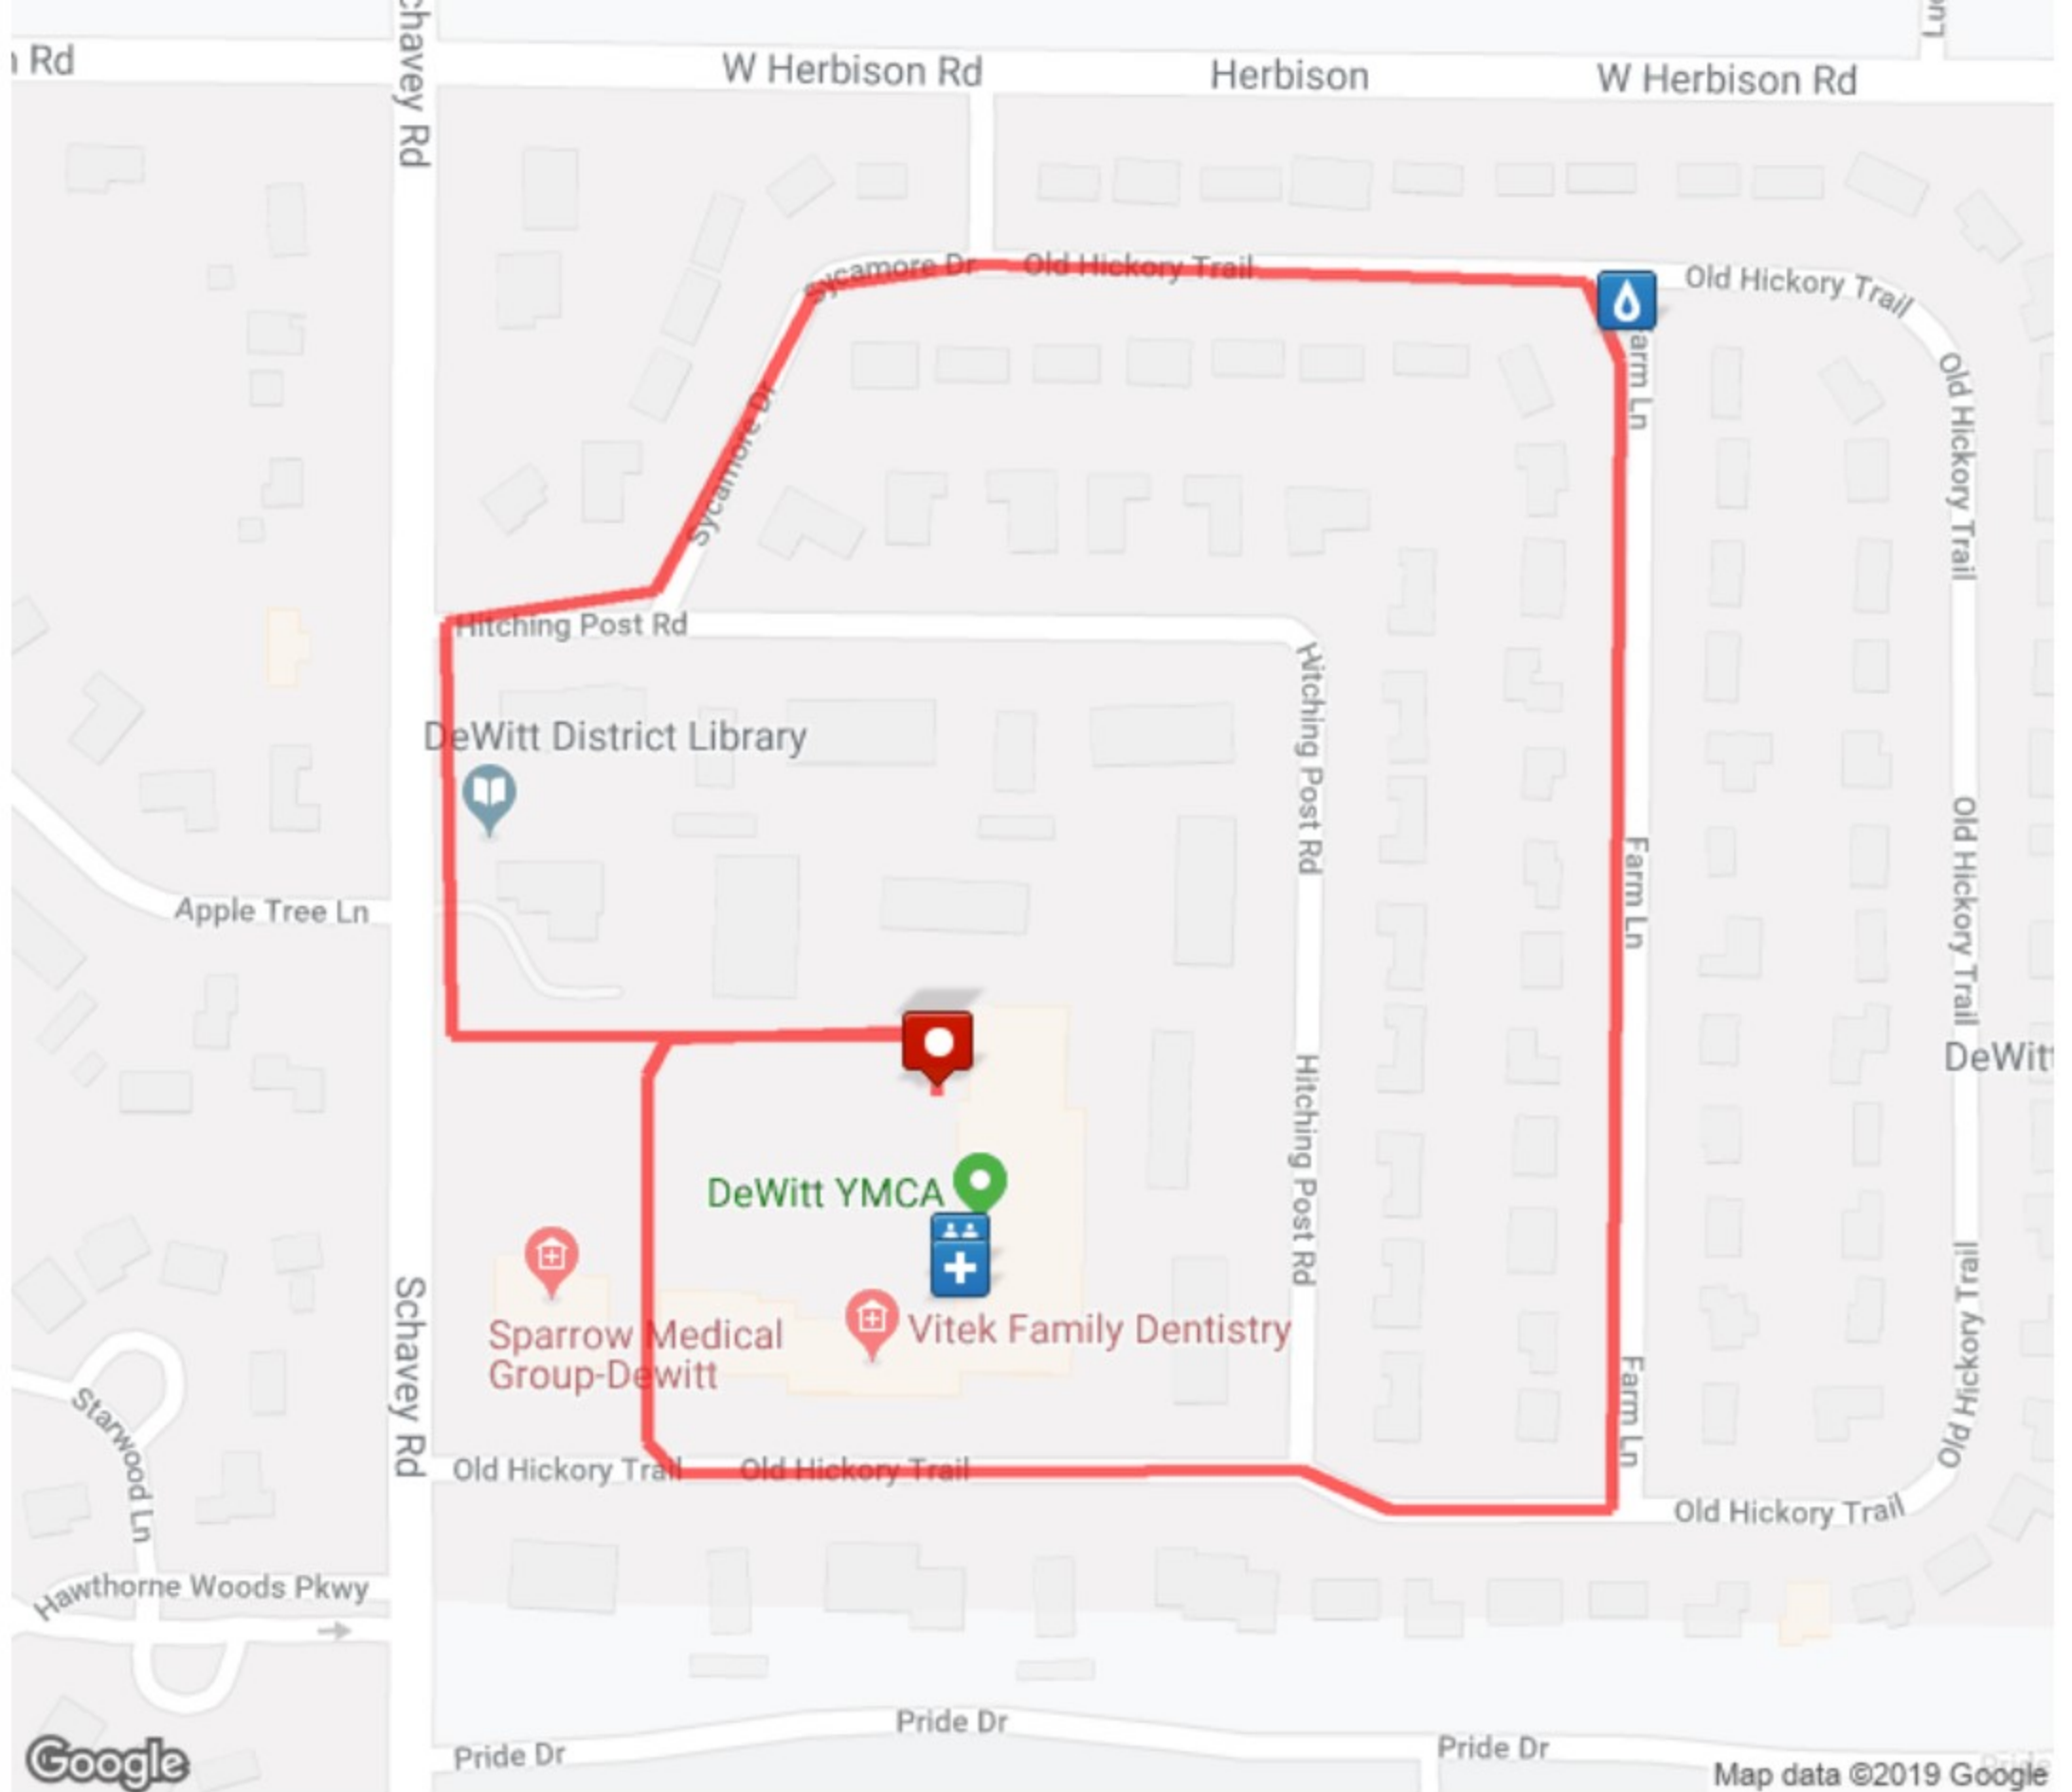 Rd
chavey Rd
W Herbison Rd
Herbison
W Herbison Rd
Sycamore Dr
Old Hickory Trail
Old Hickory Trail
arm Ln
Old Hickory Trail
Sycamore Dr
Hitching Post Rd
Hitching Post Rd
DeWitt District Library
Old Hickory Trail
Farm Ln
Apple Tree Ln
DeWitt
Hitching Post Rd
DeWitt YMCA
Old Hickory Trail
Schavey Rd
Sparrow Medical
Group-Dewitt
Vitek Family Dentistry
Farm Ln
Starwood Ln
Old Hickory Trail
Old Hickory Trail
Old Hickory Trail
Hawthorne Woods Pkwy
Pride Dr
Pride Dr
Pride Dr
Google
Map data ©2019 Google